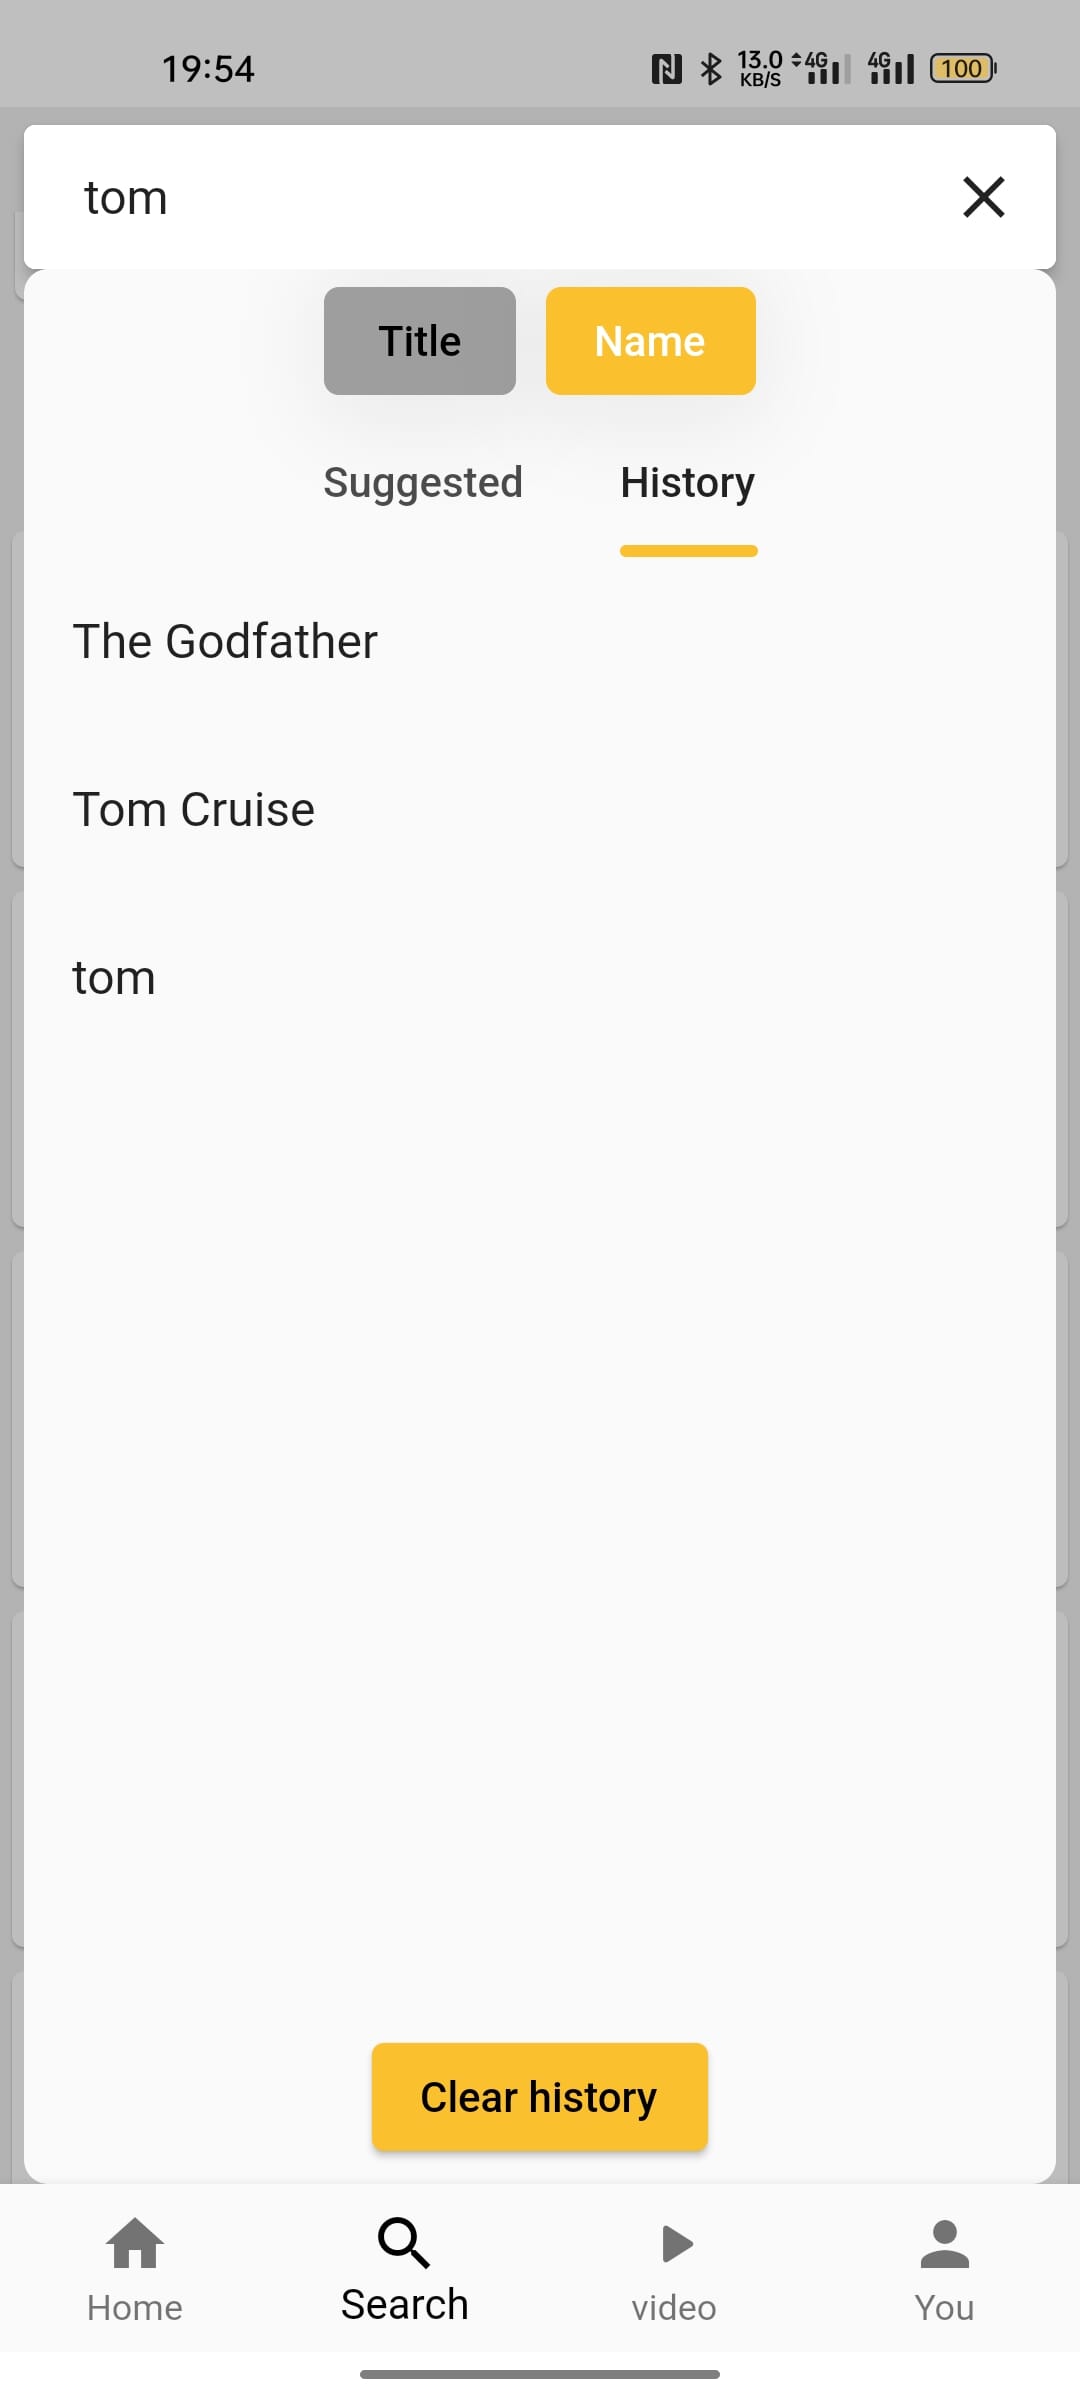 19:54 13.0 KB/S 4G 4G 100
tom
Title Name
Suggested History
The Godfather
Tom Cruise
tom
Clear history
Home Search video You